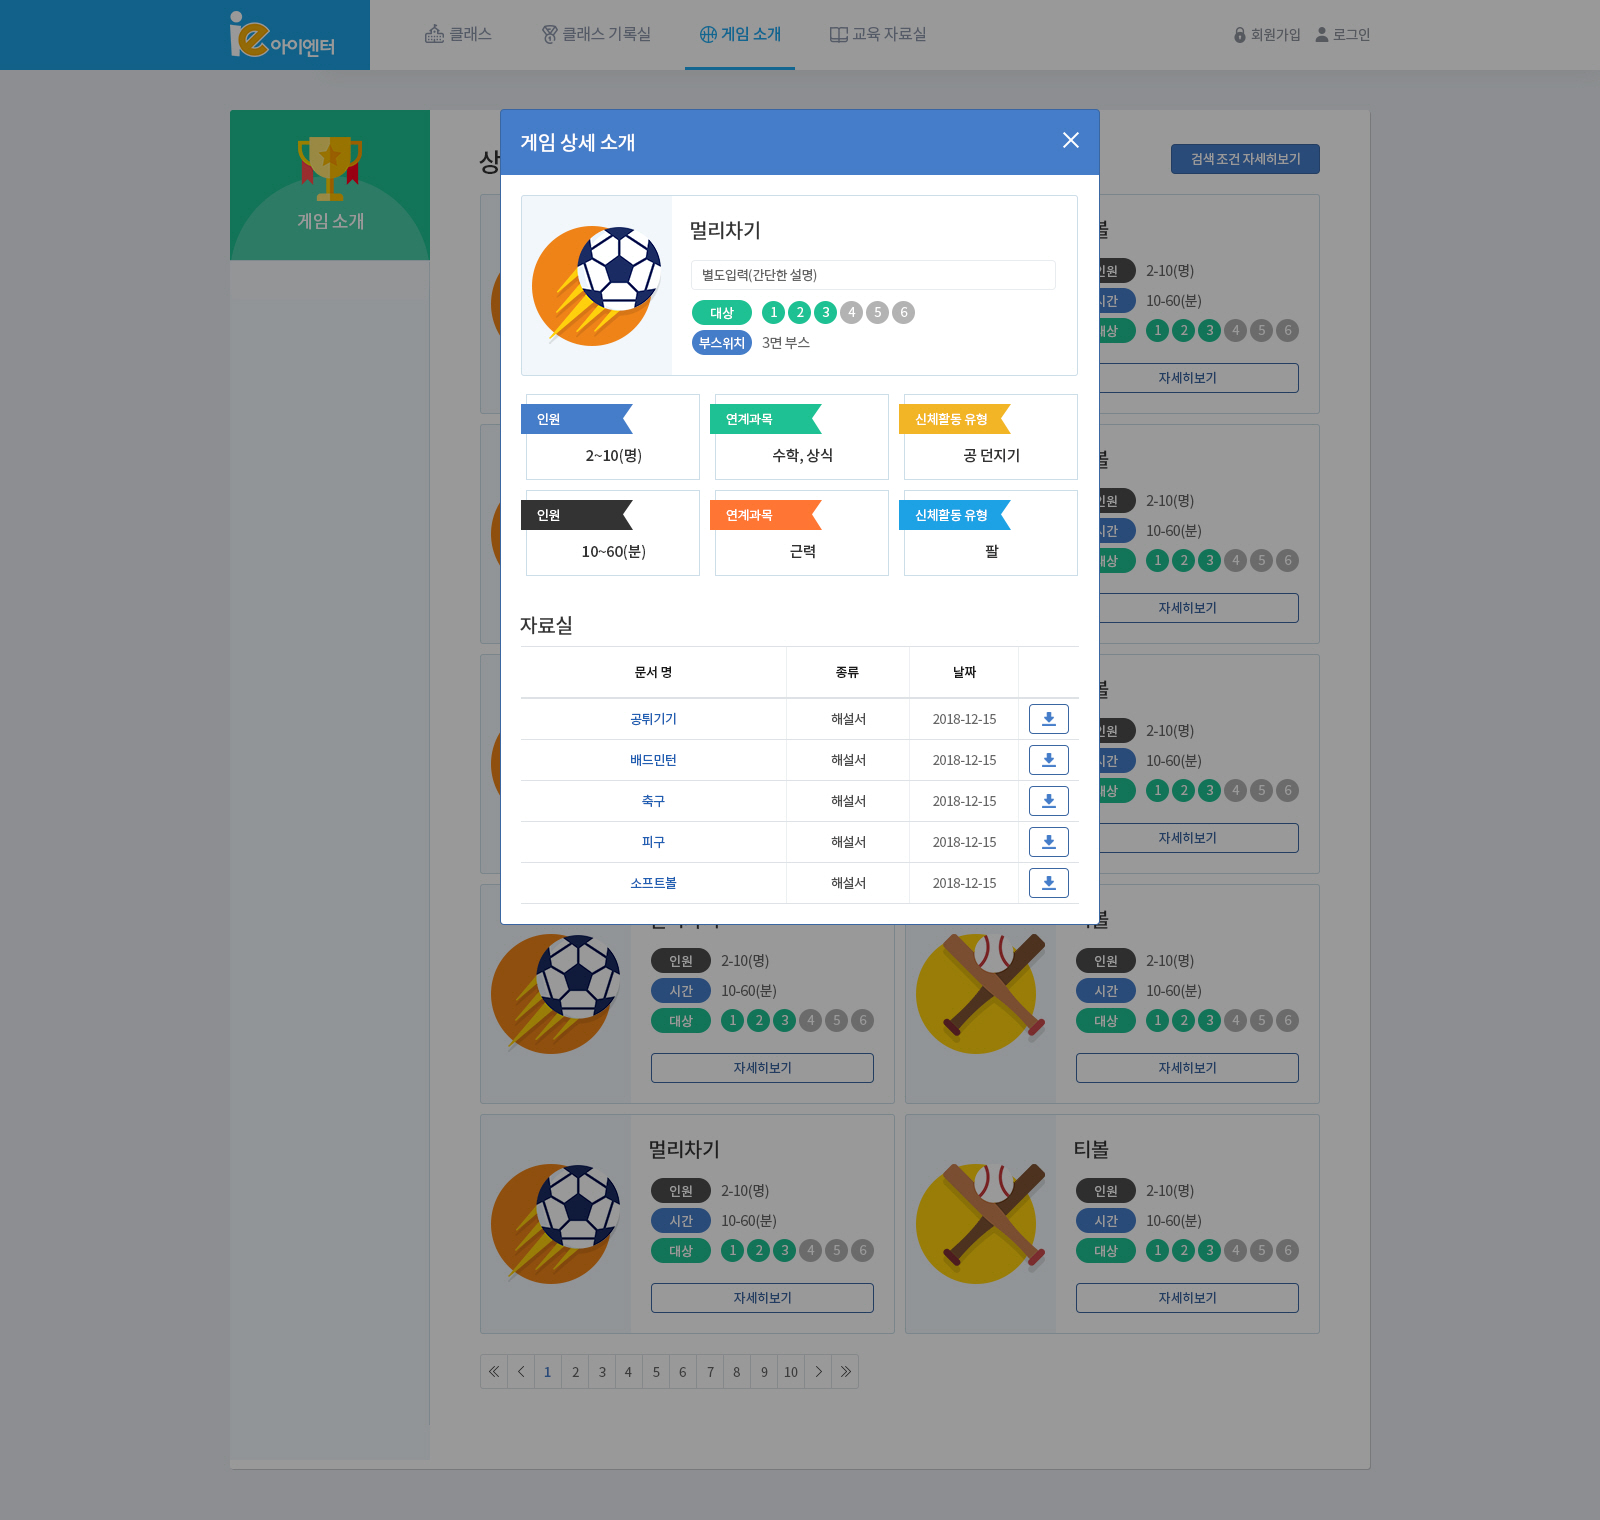 ie 아이엔터
클래스
클래스 기록실
게임 소개
교육 자료실
회원가입
로그인
게임 소개
상
검색 조건 자세히보기
게임 상세 소개
멀리차기
별도입력(간단한 설명)
대상 1 2 3 4 5 6
부스위치 3면 부스
인원
2~10(명)
연계과목
수학, 상식
신체활동 유형
공 던지기
인원
10~60(분)
연계과목
근력
신체활동 유형
팔
자료실
문서 명 종류 날짜
공튀기기 해설서 2018-12-15
배드민턴 해설서 2018-12-15
축구 해설서 2018-12-15
피구 해설서 2018-12-15
소프트볼 해설서 2018-12-15
볼
인원 2-10(명)
시간 10-60(분)
대상 1 2 3 4 5 6
자세히보기
볼
인원 2-10(명)
시간 10-60(분)
대상 1 2 3 4 5 6
자세히보기
볼
인원 2-10(명)
시간 10-60(분)
대상 1 2 3 4 5 6
자세히보기
인원 2-10(명)
시간 10-60(분)
대상 1 2 3 4 5 6
자세히보기
볼
인원 2-10(명)
시간 10-60(분)
대상 1 2 3 4 5 6
자세히보기
멀리차기
인원 2-10(명)
시간 10-60(분)
대상 1 2 3 4 5 6
자세히보기
티볼
인원 2-10(명)
시간 10-60(분)
대상 1 2 3 4 5 6
자세히보기
1 2 3 4 5 6 7 8 9 10